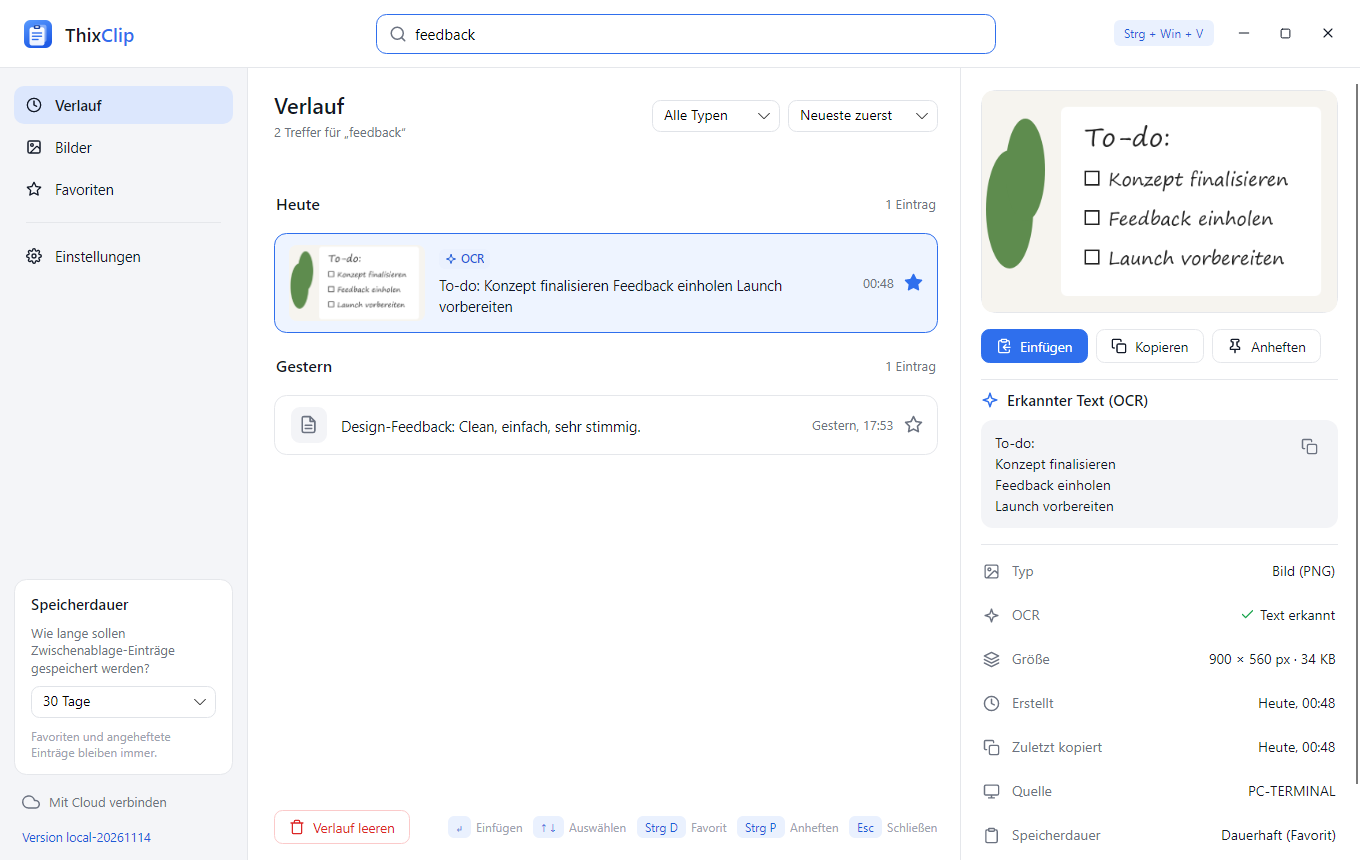 ThixClip
feedback
Strg + Win + V
Verlauf
Bilder
Favoriten
Einstellungen
Speicherdauer
Wie lange sollen
Zwischenablage-Einträge
gespeichert werden?
30 Tage
Favoriten und angeheftete
Einträge bleiben immer.
Mit Cloud verbinden
Version local-20261114
Verlauf
2 Treffer für „feedback“
Alle Typen
Neueste zuerst
Heute
1 Eintrag
To-do:
Konzept finalisieren
Feedback einholen
Launch vorbereiten
OCR
To-do: Konzept finalisieren Feedback einholen Launch
vorbereiten
00:48
Gestern
1 Eintrag
Design-Feedback: Clean, einfach, sehr stimmig.
Gestern, 17:53
Verlauf leeren
↲ Einfügen
↑↓ Auswählen
Strg D Favorit
Strg P Anheften
Esc Schließen
To-do:
Konzept finalisieren
Feedback einholen
Launch vorbereiten
Einfügen
Kopieren
Anheften
Erkannter Text (OCR)
To-do:
Konzept finalisieren
Feedback einholen
Launch vorbereiten
Typ Bild (PNG)
OCR ✓ Text erkannt
Größe 900 × 560 px · 34 KB
Erstellt Heute, 00:48
Zuletzt kopiert Heute, 00:48
Quelle PC-TERMINAL
Speicherdauer Dauerhaft (Favorit)